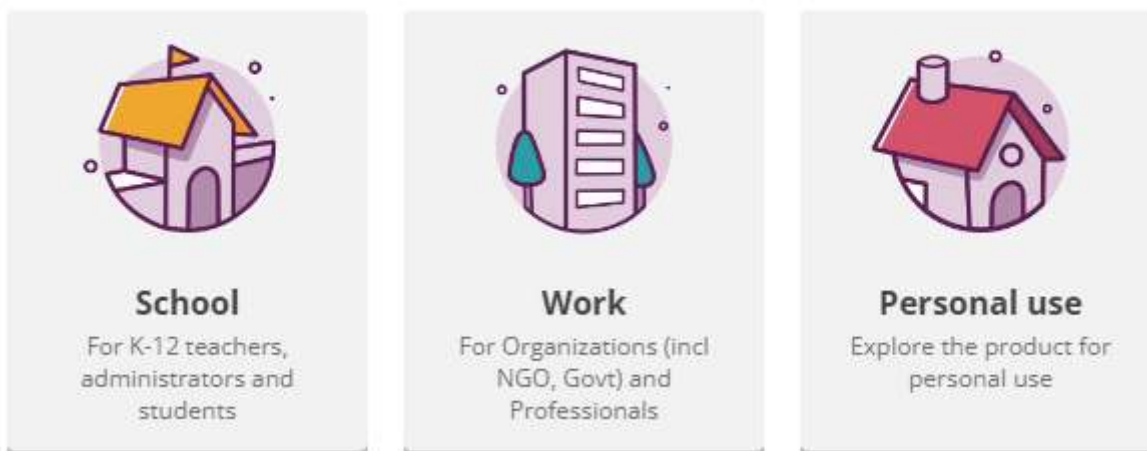 School
For K-12 teachers,
administrators and
students
Work
For Organizations (incl
NGO, Govt) and
Professionals
Personal use
Explore the product for
personal use